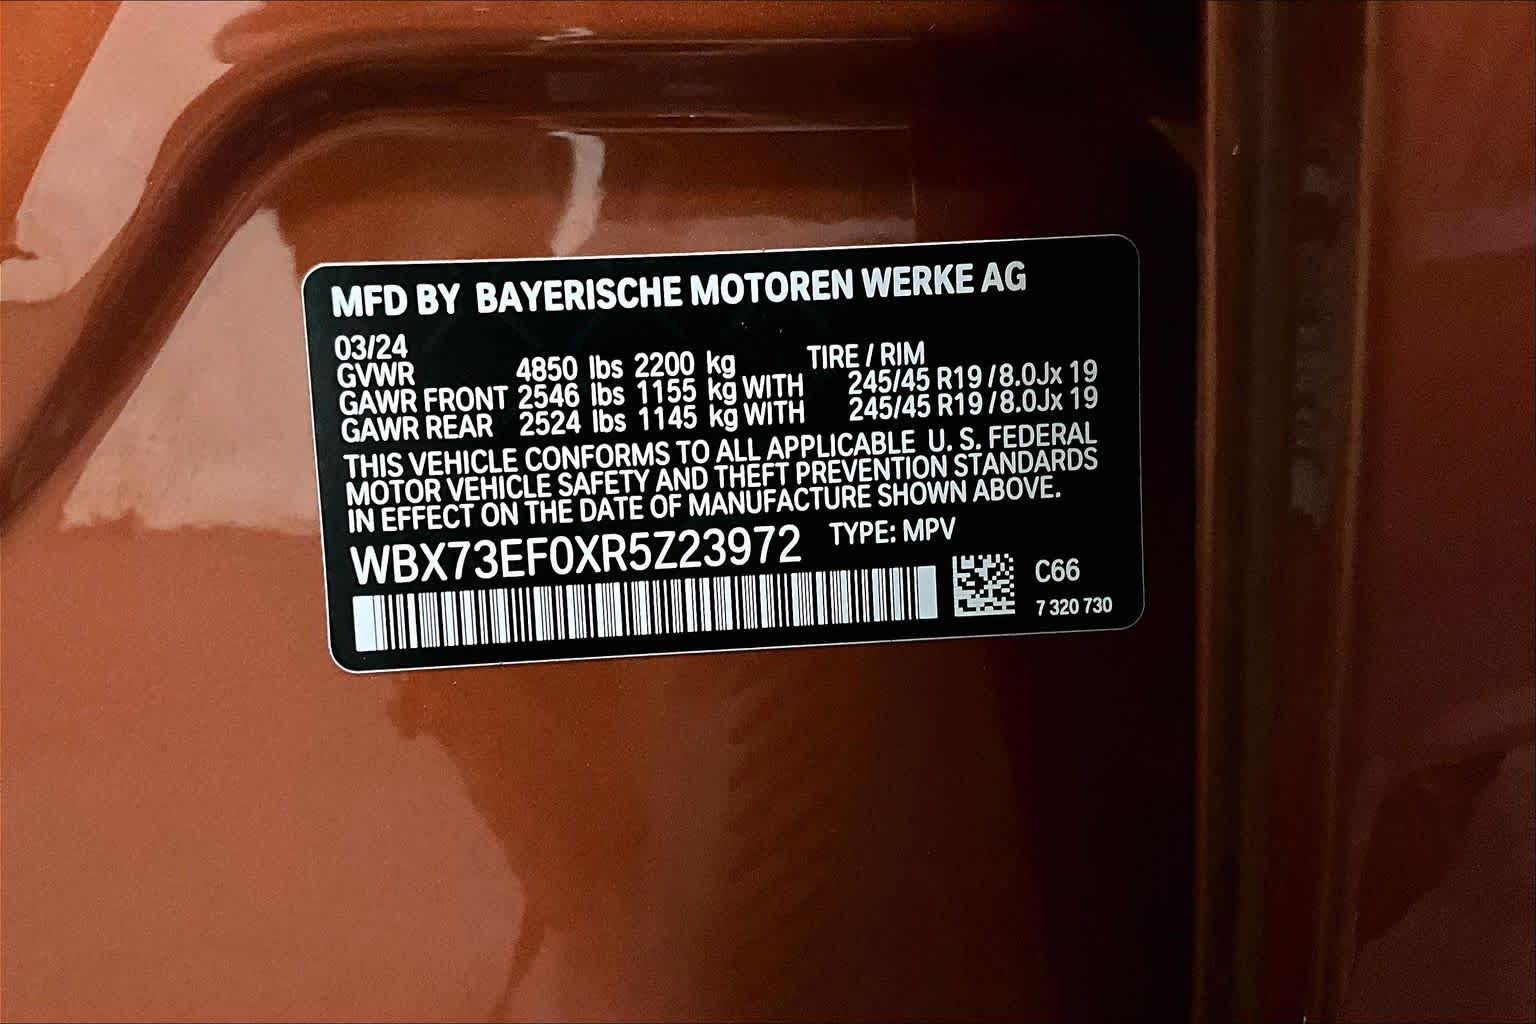 MFD BY BAYERISCHE MOTOREN WERKE AG
03/24 TIRE / RIM
GVWR 4850 lbs 2200 kg
GAWR FRONT 2546 lbs 1155 kg WITH 245/45 R19 / 8.0Jx 19
GAWR REAR 2524 lbs 1145 kg WITH 245/45 R19 / 8.0Jx 19
THIS VEHICLE CONFORMS TO ALL APPLICABLE U. S. FEDERAL
MOTOR VEHICLE SAFETY AND THEFT PREVENTION STANDARDS
IN EFFECT ON THE DATE OF MANUFACTURE SHOWN ABOVE.
WBX73EF0XR5Z23972 TYPE: MPV
C66
7 320 730